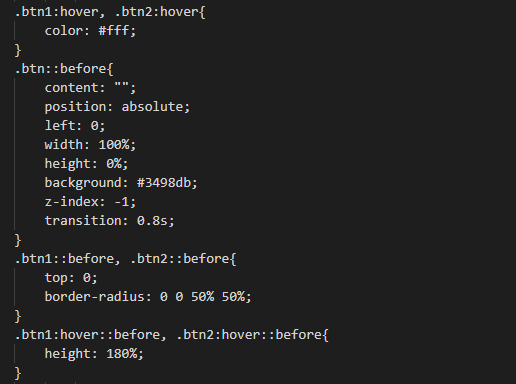 .btn1:hover, .btn2:hover{
    color: #fff;
}
.btn::before{
    content: "";
    position: absolute;
    left: 0;
    width: 100%;
    height: 0%;
    background: #3498db;
    z-index: -1;
    transition: 0.8s;
}
.btn1::before, .btn2::before{
    top: 0;
    border-radius: 0 0 50% 50%;
}
.btn1:hover::before, .btn2:hover::before{
    height: 180%;
}